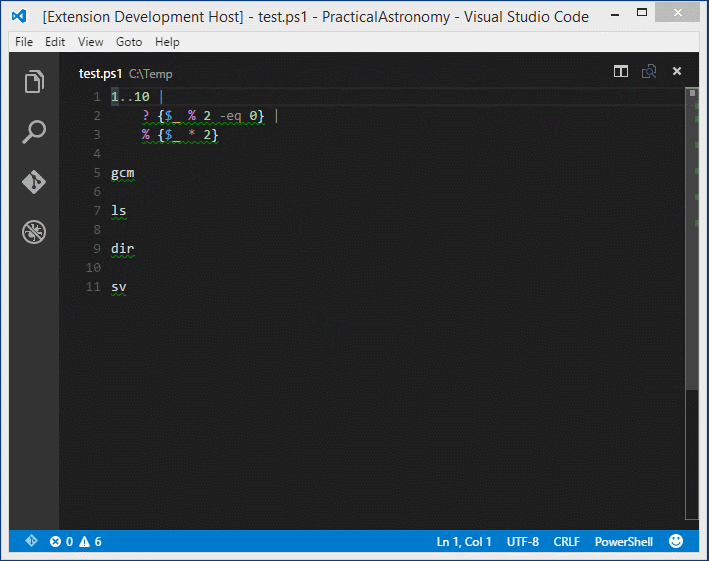 [Extension Development Host] - test.ps1 - PracticalAstronomy - Visual Studio Code
File Edit View Goto Help
test.ps1 C:\Temp
1 1..10 |
2 ? {$_ % 2 -eq 0} |
3 % {$_ * 2}
4
5 gcm
6
7 ls
8
9 dir
10
11 sv
0 6 Ln 1, Col 1 UTF-8 CRLF PowerShell